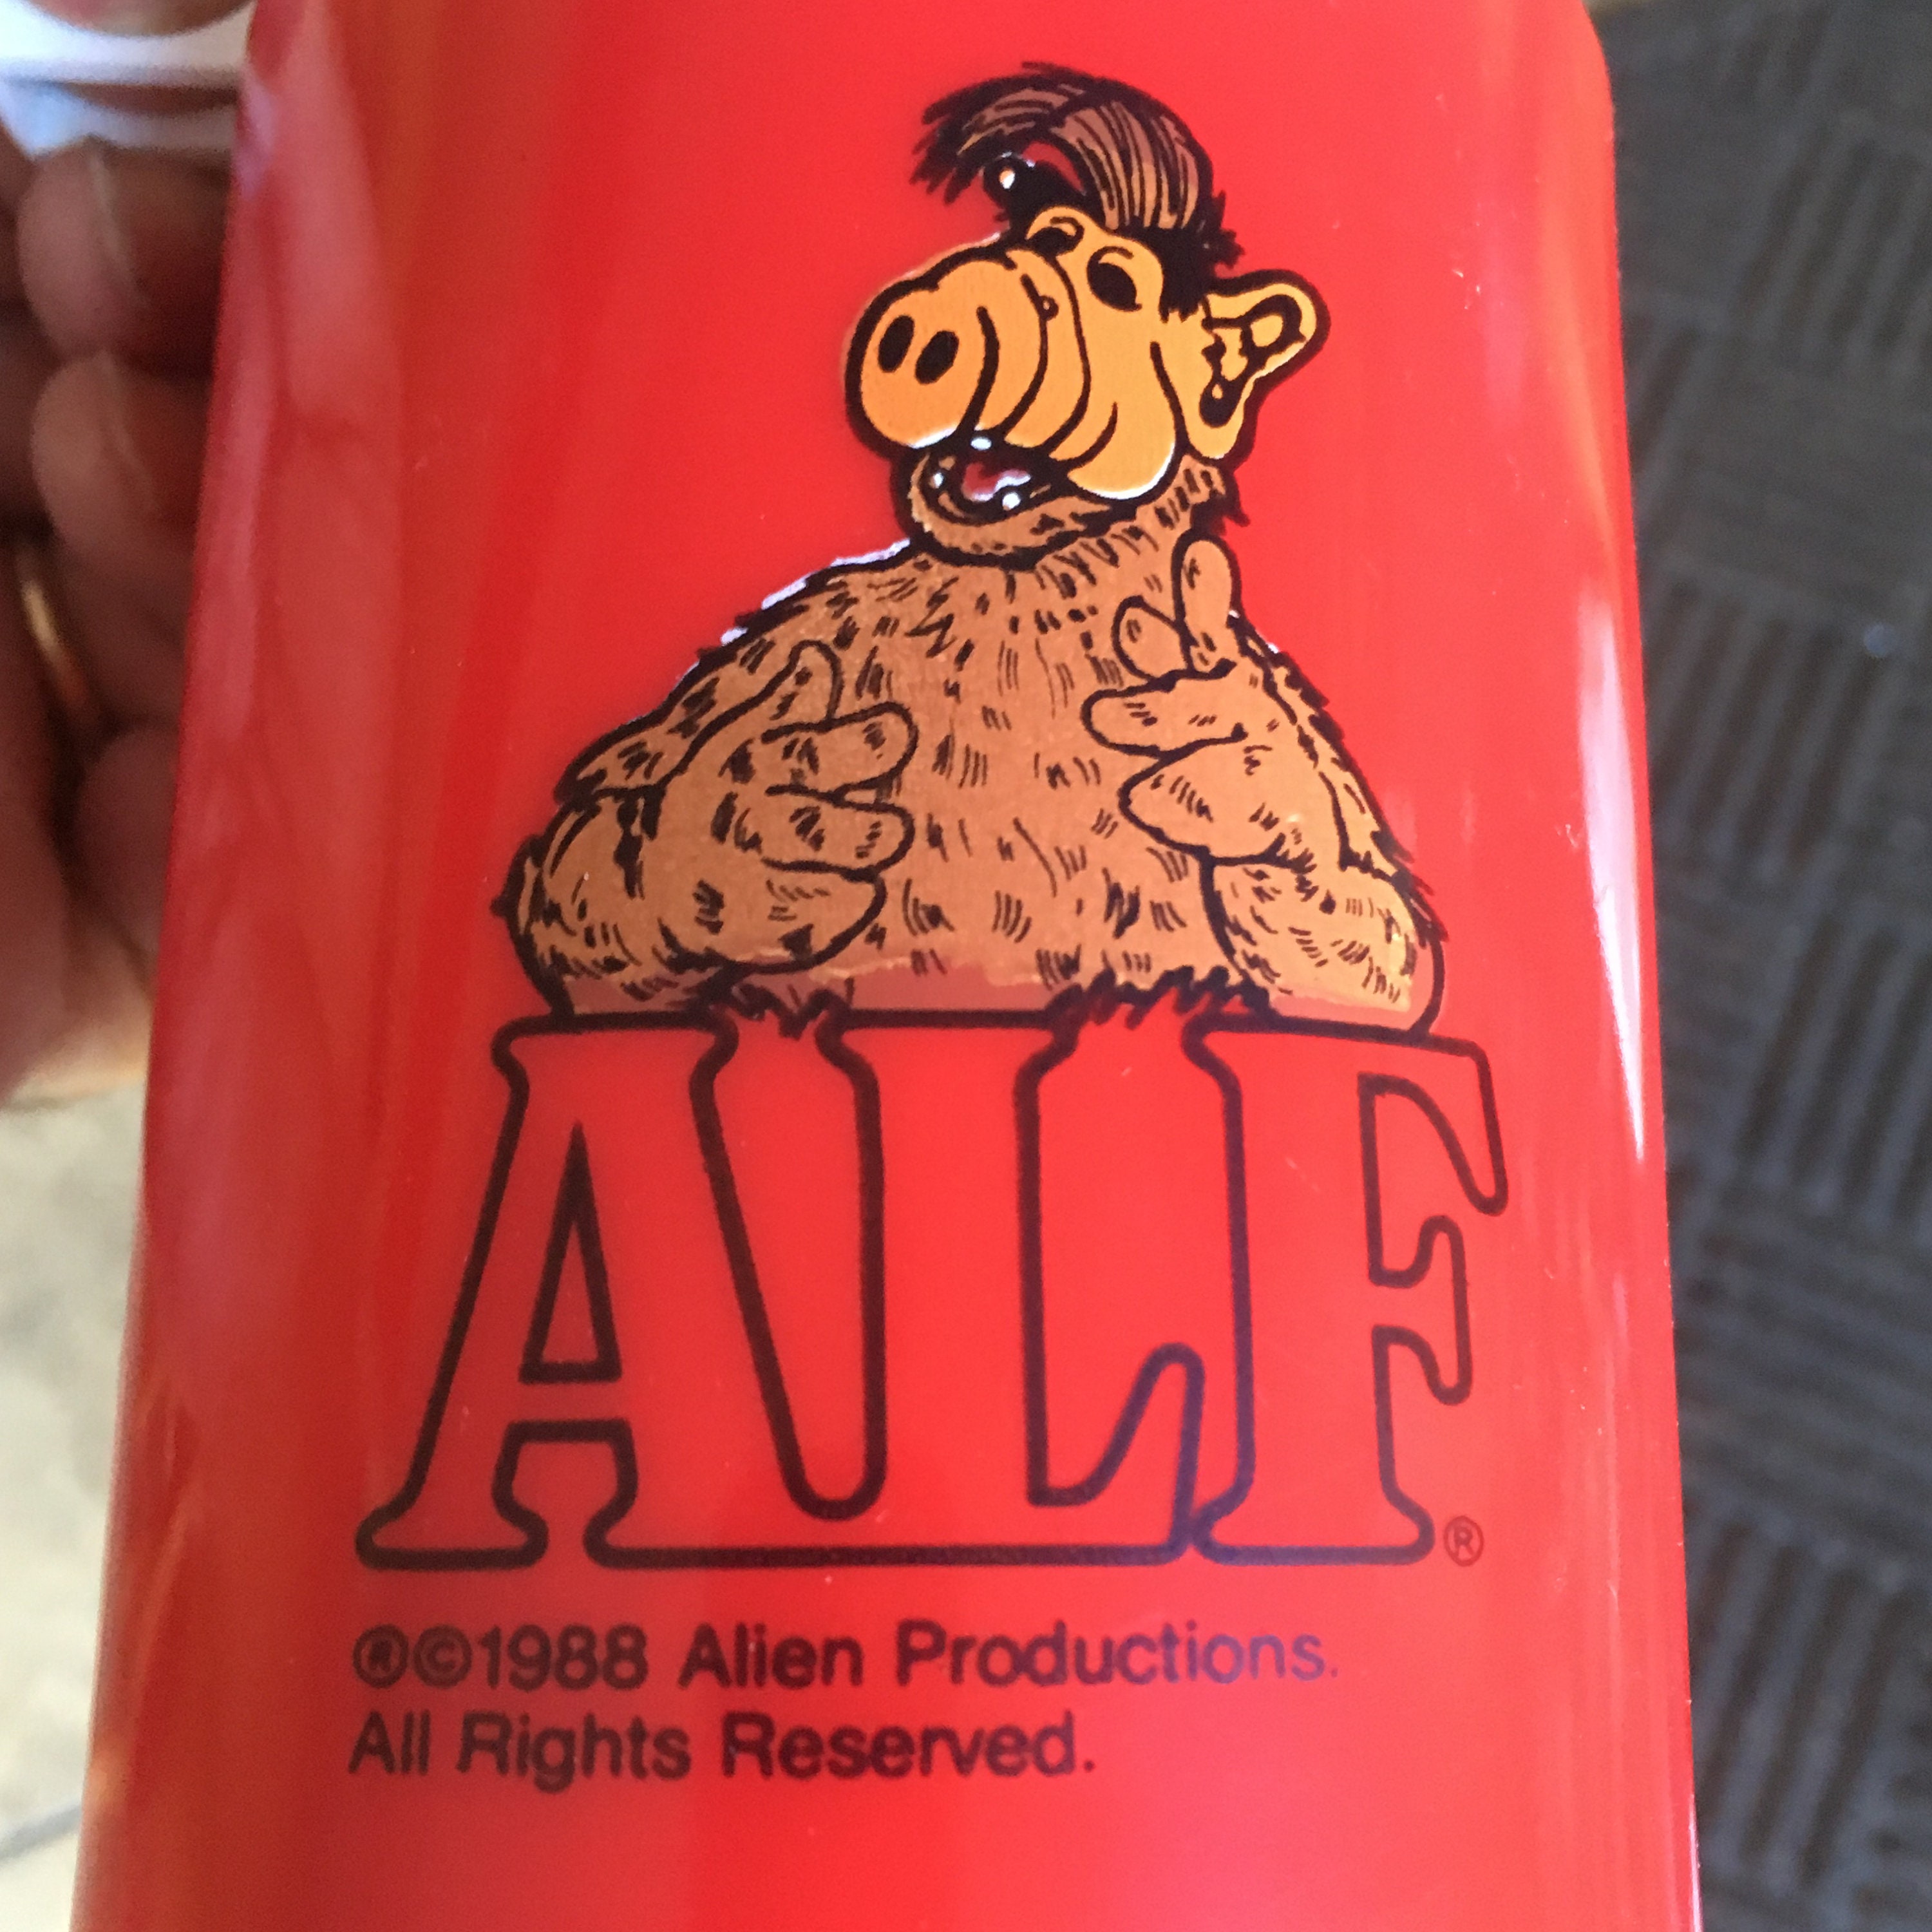 ALF®
®©1988 Alien Productions.
All Rights Reserved.